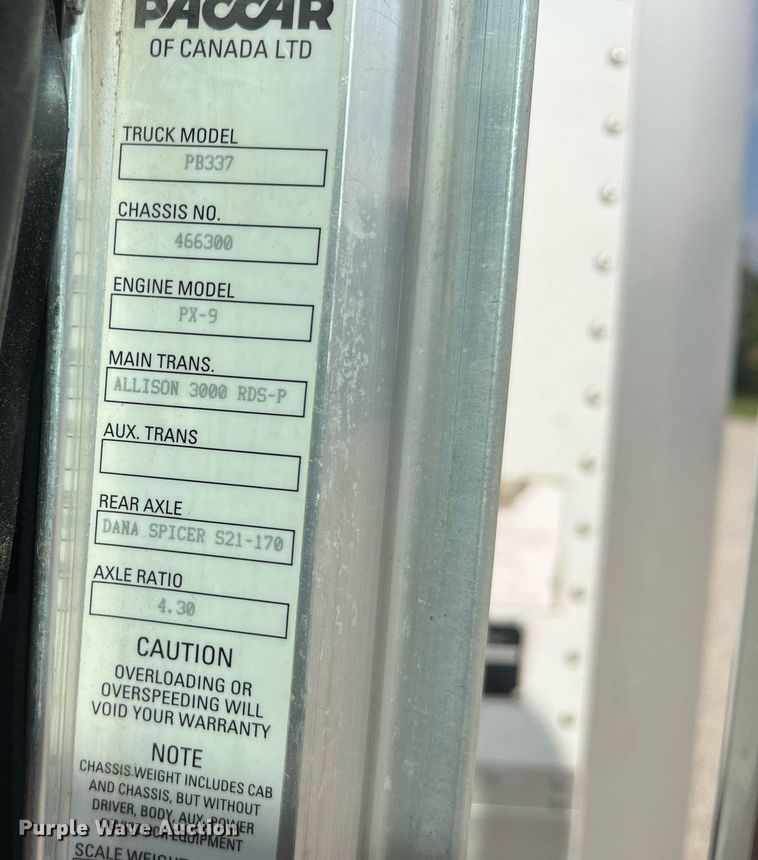 PACCAR
OF CANADA LTD
TRUCK MODEL
PB337
CHASSIS NO.
466300
ENGINE MODEL
PX-9
MAIN TRANS.
ALLISON 3000 RDS-P
AUX. TRANS
REAR AXLE
DANA SPICER S21-170
AXLE RATIO
4.30
CAUTION
OVERLOADING OR
OVERSPEEDING WILL
VOID YOUR WARRANTY
NOTE
CHASSIS WEIGHT INCLUDES CAB
AND CHASSIS, BUT WITHOUT
DRIVER, BODY, AUX. POWER
EQUIPMENT
Purple Wave Auction
SCALE WEIGHT